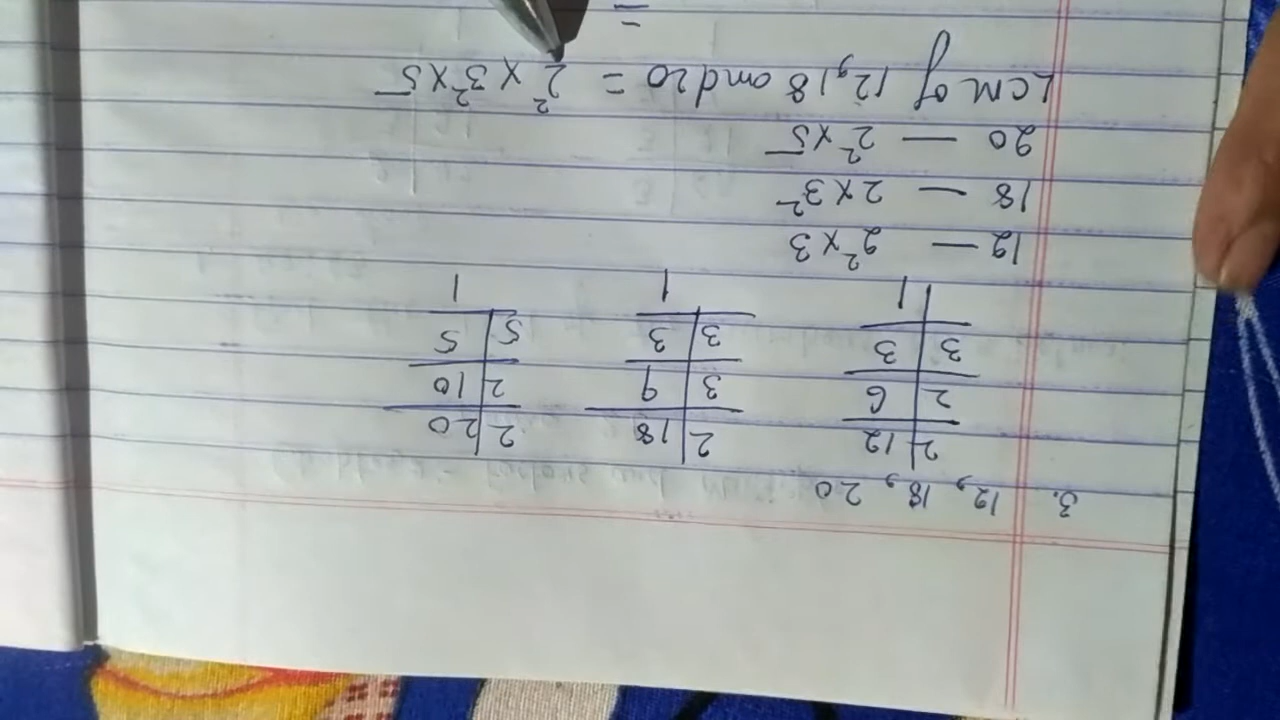 3. 12, 18, 20
2 12 2 18 2 20
2 6 3 9 2 10
3 3 3 3 5 5
1 1 1
12 — 2² x 3
18 — 2 x 3²
20 — 2² x 5
LCM of 12, 18 and 20 = 2² x 3² x 5
=